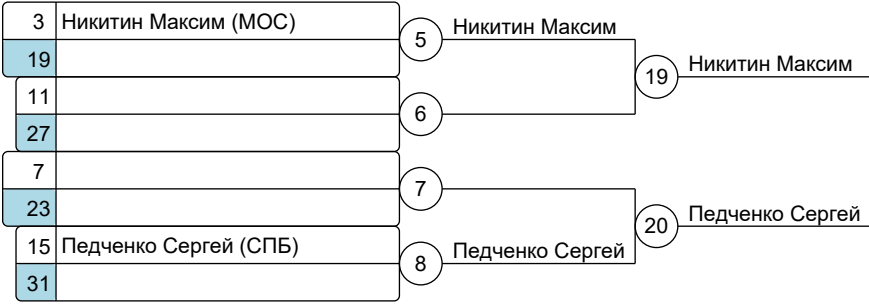 3 Никитин Максим (МОС)
5 Никитин Максим
19
19 Никитин Максим
11
6
27
7
7
23
20 Педченко Сергей
15 Педченко Сергей (СПБ)
8 Педченко Сергей
31